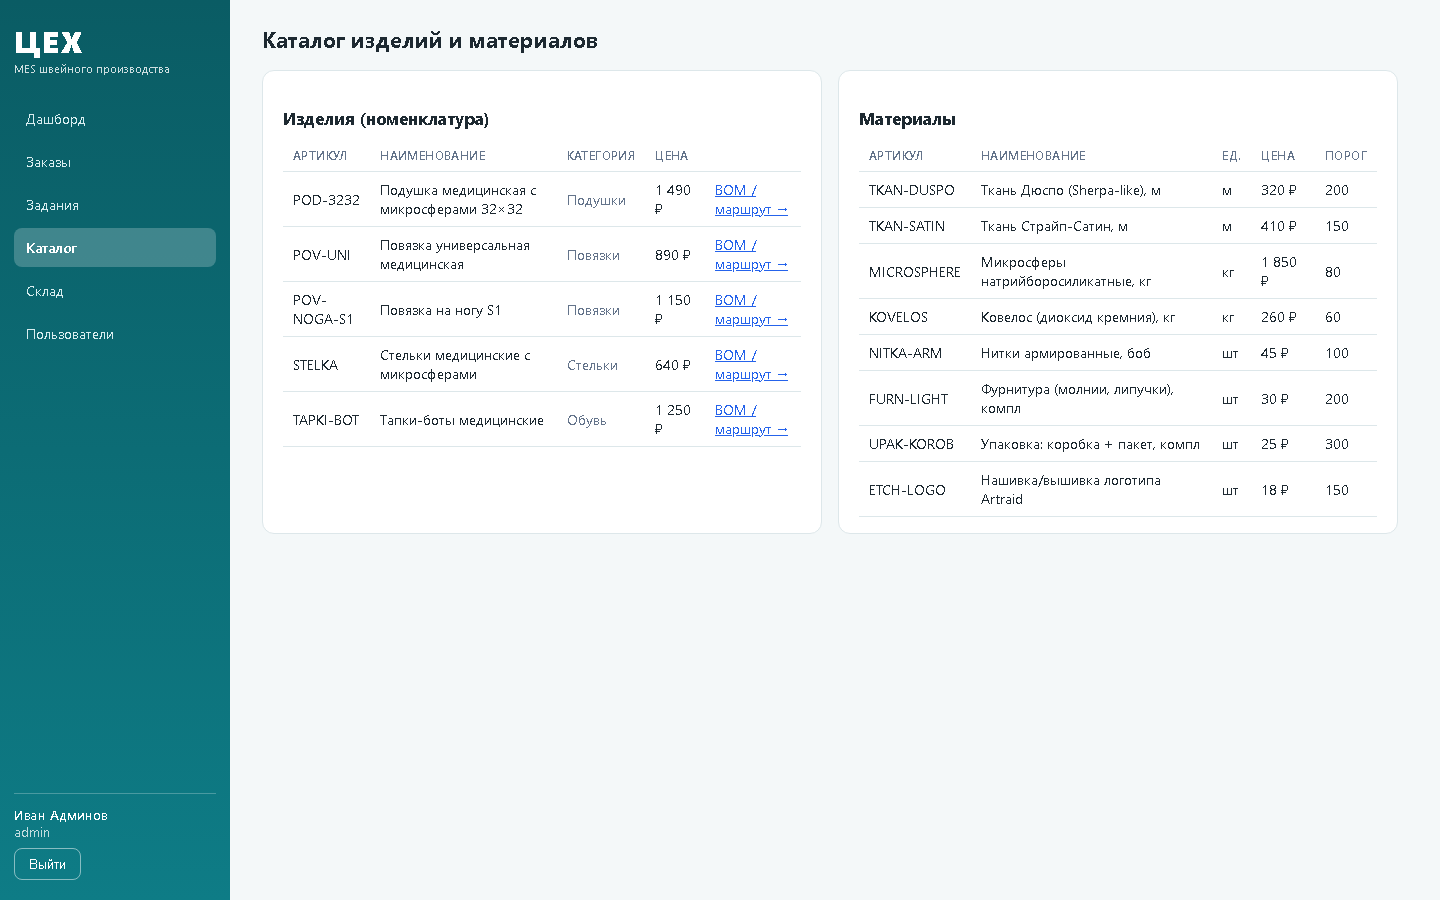 ЦЕХ
MES швейного производства
Дашборд
Заказы
Задания
Каталог
Склад
Пользователи
Иван Админов
admin
Выйти
Каталог изделий и материалов
Изделия (номенклатура)
АРТИКУЛ НАИМЕНОВАНИЕ КАТЕГОРИЯ ЦЕНА
POD-3232 Подушка медицинская с микросферами 32×32 Подушки 1 490 ₽ BOM / маршрут →
POV-UNI Повязка универсальная медицинская Повязки 890 ₽ BOM / маршрут →
POV-NOGA-S1 Повязка на ногу S1 Повязки 1 150 ₽ BOM / маршрут →
STELKA Стельки медицинские с микросферами Стельки 640 ₽ BOM / маршрут →
TAPKI-BOT Тапки-боты медицинские Обувь 1 250 ₽ BOM / маршрут →
Материалы
АРТИКУЛ НАИМЕНОВАНИЕ ЕД. ЦЕНА ПОРОГ
TKAN-DUSPO Ткань Дюспо (Sherpa-like), м м 320 ₽ 200
TKAN-SATIN Ткань Страйп-Сатин, м м 410 ₽ 150
MICROSPHERE Микросферы натрийборосиликатные, кг кг 1 850 ₽ 80
KOVELOS Ковелос (диоксид кремния), кг кг 260 ₽ 60
NITKA-ARM Нитки армированные, боб шт 45 ₽ 100
FURN-LIGHT Фурнитура (молнии, липучки), компл шт 30 ₽ 200
UPAK-KOROB Упаковка: коробка + пакет, компл шт 25 ₽ 300
ETCH-LOGO Нашивка/вышивка логотипа Artraid шт 18 ₽ 150